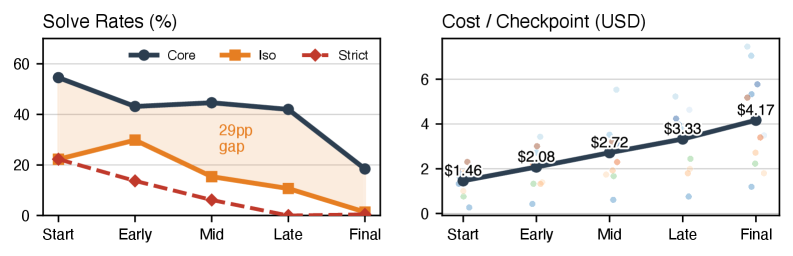 Solve Rates (%)
Core Iso Strict
60
40
20
0
29pp
gap
Start Early Mid Late Final
Cost / Checkpoint (USD)
6
4
2
0
$1.46 $2.08 $2.72 $3.33 $4.17
Start Early Mid Late Final